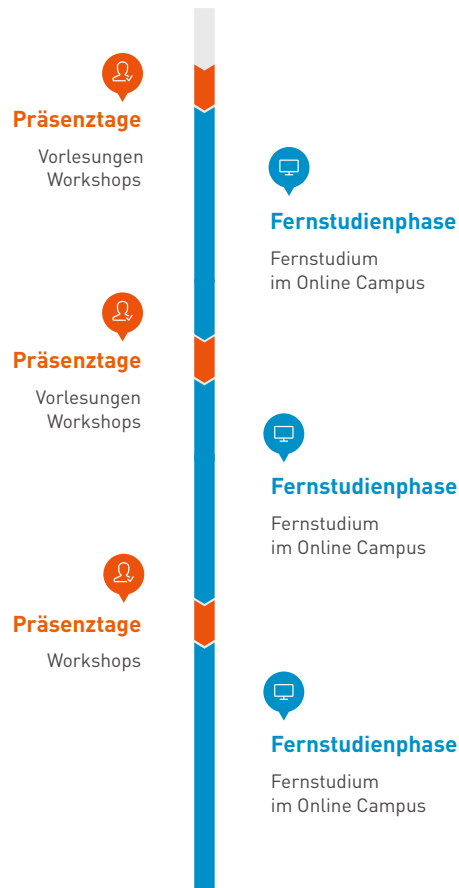 Präsenztage
Vorlesungen
Workshops
Fernstudienphase
Fernstudium
im Online Campus
Präsenztage
Vorlesungen
Workshops
Fernstudienphase
Fernstudium
im Online Campus
Präsenztage
Workshops
Fernstudienphase
Fernstudium
im Online Campus